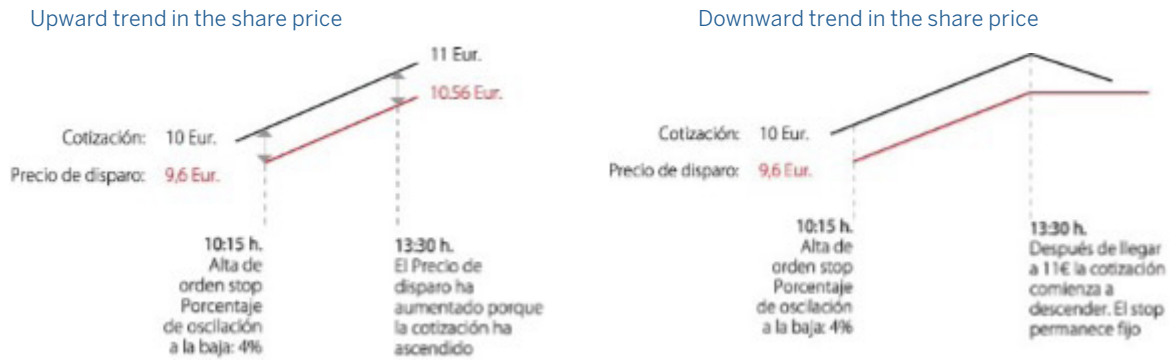 Upward trend in the share price
11 Eur.
10.56 Eur.
Cotización: 10 Eur.
Precio de disparo: 9,6 Eur.
10:15 h.
Alta de
orden stop
Porcentaje
de oscilación
a la baja: 4%
13:30 h.
El Precio de
disparo ha
aumentado porque
la cotización ha
ascendido
Downward trend in the share price
Cotización: 10 Eur.
Precio de disparo: 9,6 Eur.
10:15 h.
Alta de
orden stop
Porcentaje
de oscilación
a la baja: 4%
13:30 h.
Después de llegar
a 11€ la cotización
comienza a
descender. El stop
permanece fijo